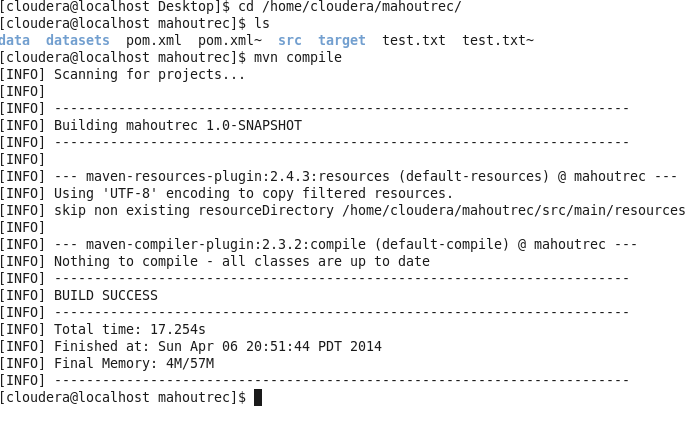 [cloudera@localhost Desktop]$ cd /home/cloudera/mahoutrec/
[cloudera@localhost mahoutrec]$ ls
data  datasets  pom.xml  pom.xml~  src  target  test.txt  test.txt~
[cloudera@localhost mahoutrec]$ mvn compile
[INFO] Scanning for projects...
[INFO]
[INFO] ------------------------------------------------------------------------
[INFO] Building mahoutrec 1.0-SNAPSHOT
[INFO] ------------------------------------------------------------------------
[INFO]
[INFO] --- maven-resources-plugin:2.4.3:resources (default-resources) @ mahoutrec ---
[INFO] Using 'UTF-8' encoding to copy filtered resources.
[INFO] skip non existing resourceDirectory /home/cloudera/mahoutrec/src/main/resources
[INFO]
[INFO] --- maven-compiler-plugin:2.3.2:compile (default-compile) @ mahoutrec ---
[INFO] Nothing to compile - all classes are up to date
[INFO] ------------------------------------------------------------------------
[INFO] BUILD SUCCESS
[INFO] ------------------------------------------------------------------------
[INFO] Total time: 17.254s
[INFO] Finished at: Sun Apr 06 20:51:44 PDT 2014
[INFO] Final Memory: 4M/57M
[INFO] ------------------------------------------------------------------------
[cloudera@localhost mahoutrec]$